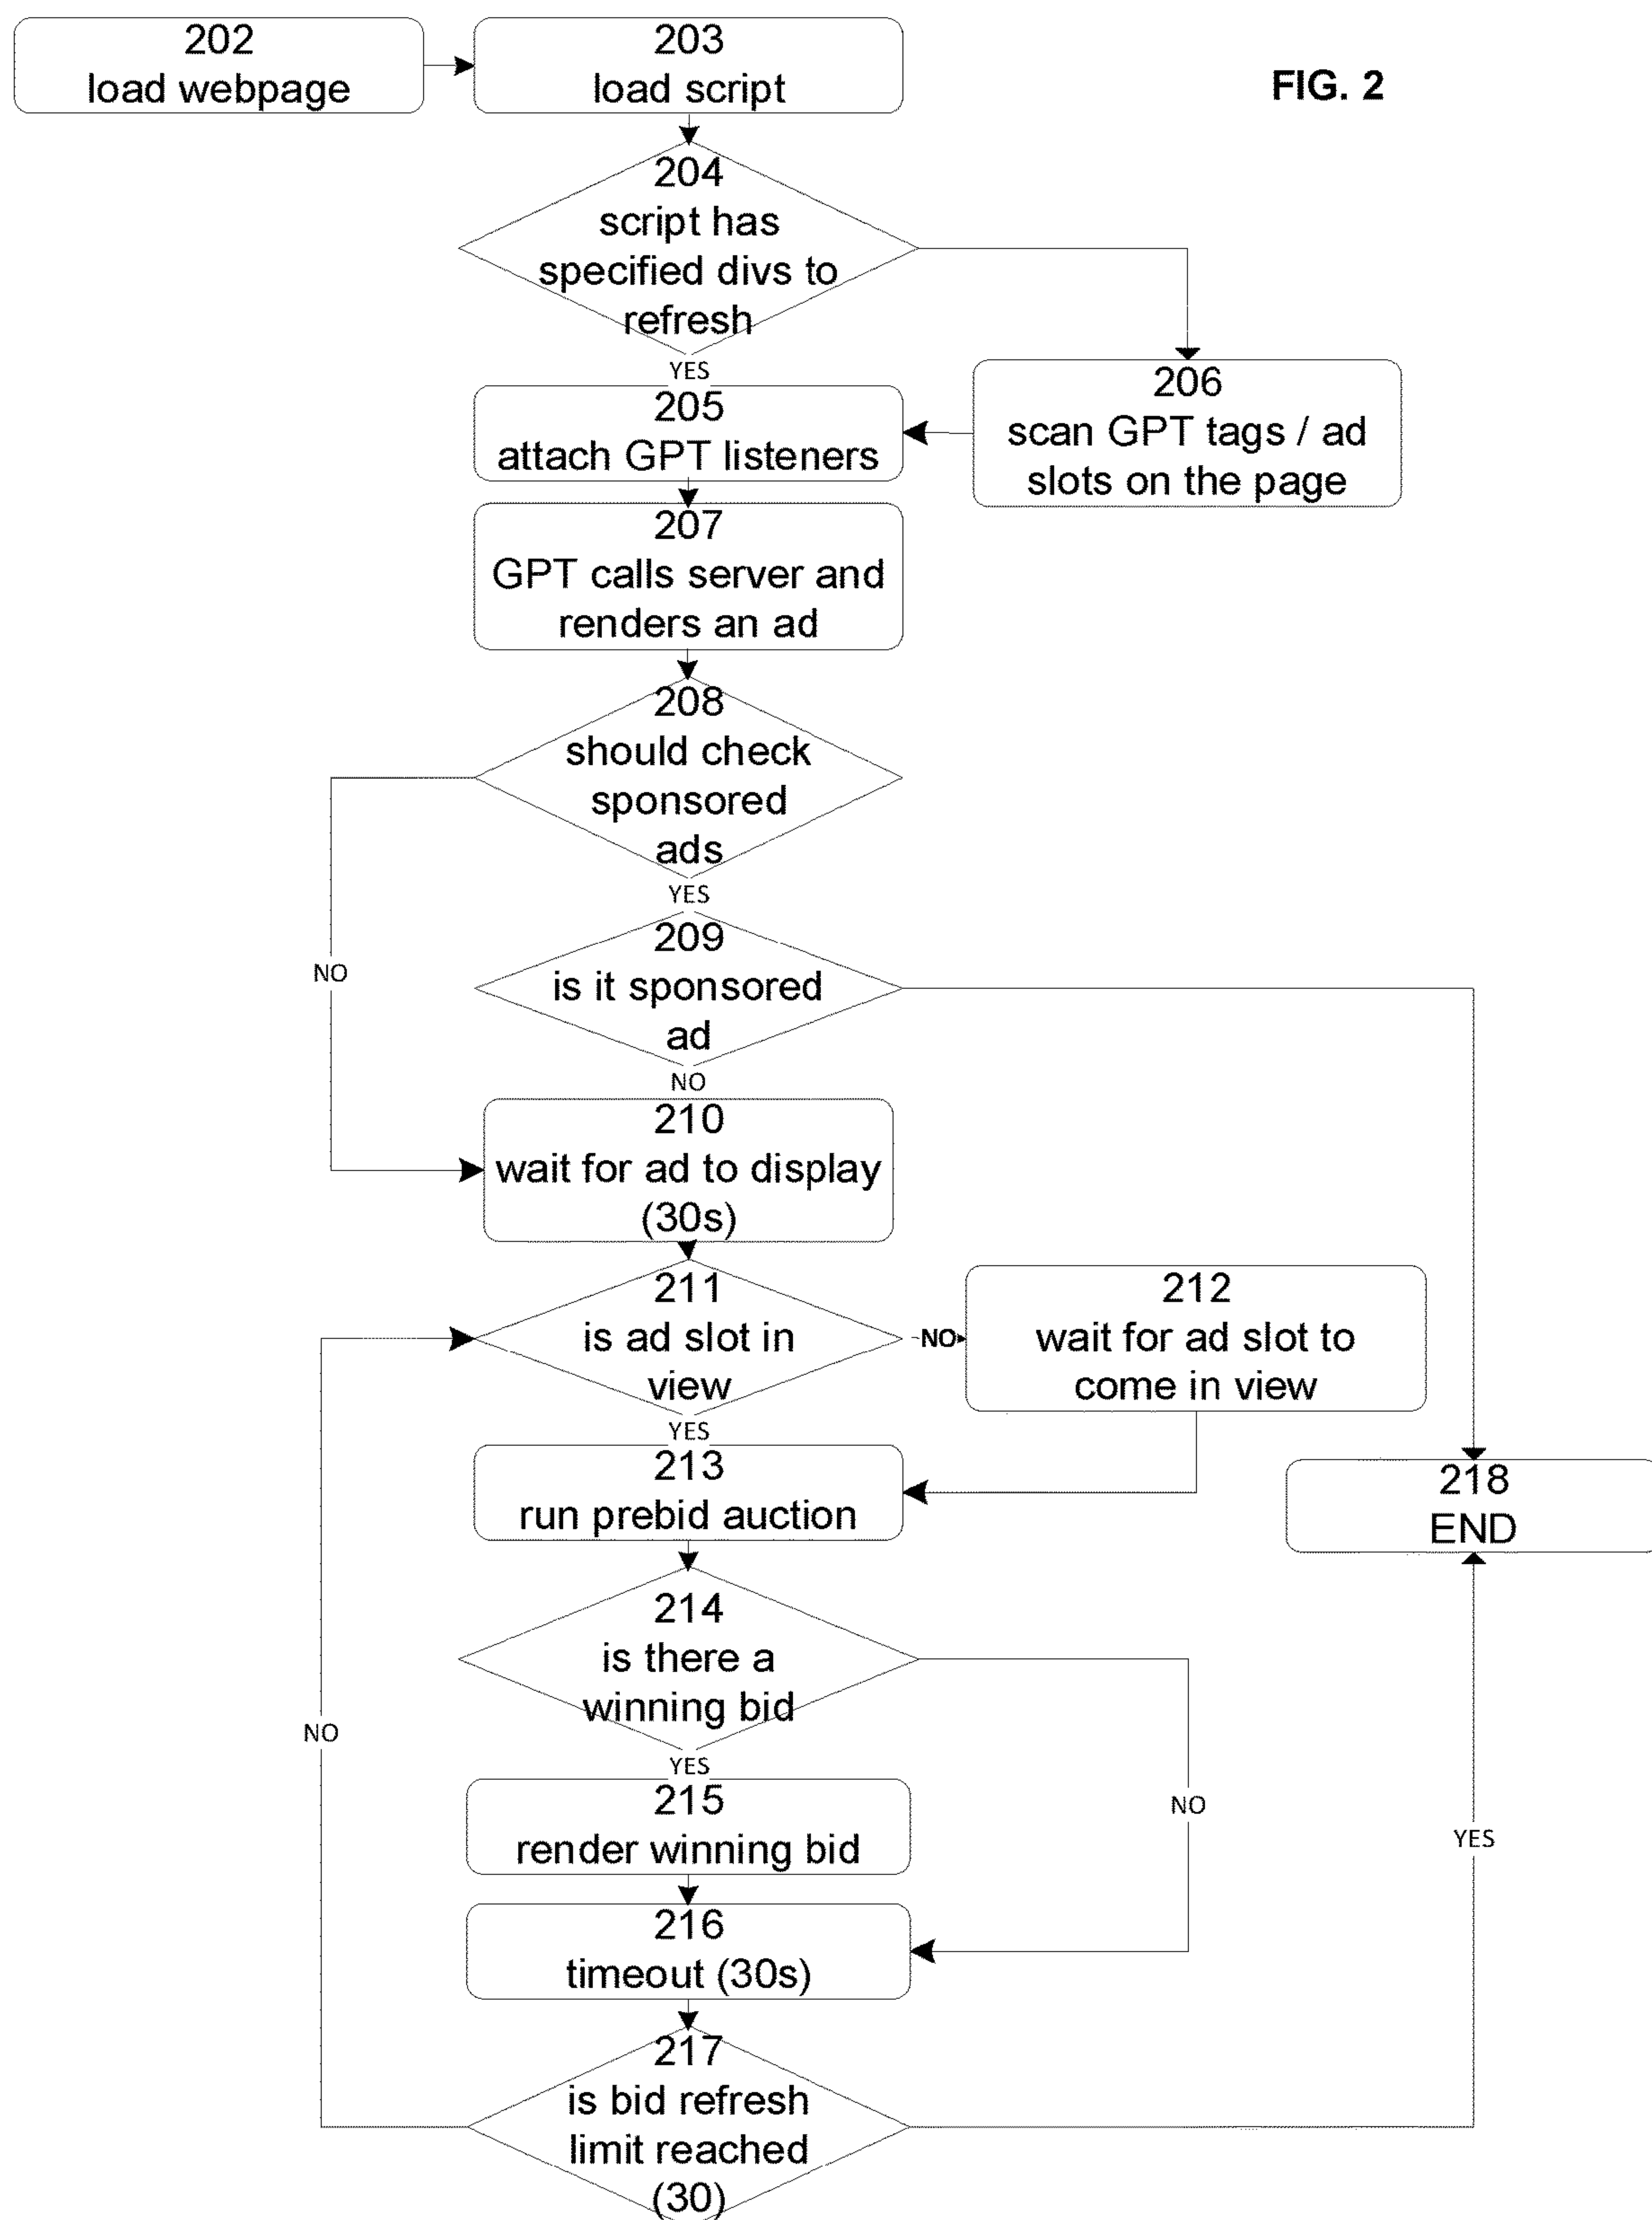 202
load webpage
203
load script
FIG. 2
204
script has
specified divs to
refresh
YES
205
attach GPT listeners
206
scan GPT tags / ad
slots on the page
207
GPT calls server and
renders an ad
208
should check
sponsored
ads
YES
NO
209
is it sponsored
ad
NO
210
wait for ad to display
(30s)
211
is ad slot in
view
NO
212
wait for ad slot to
come in view
YES
213
run prebid auction
218
END
214
is there a
winning bid
NO
YES
215
render winning bid
NO
YES
216
timeout (30s)
217
is bid refresh
limit reached
(30)